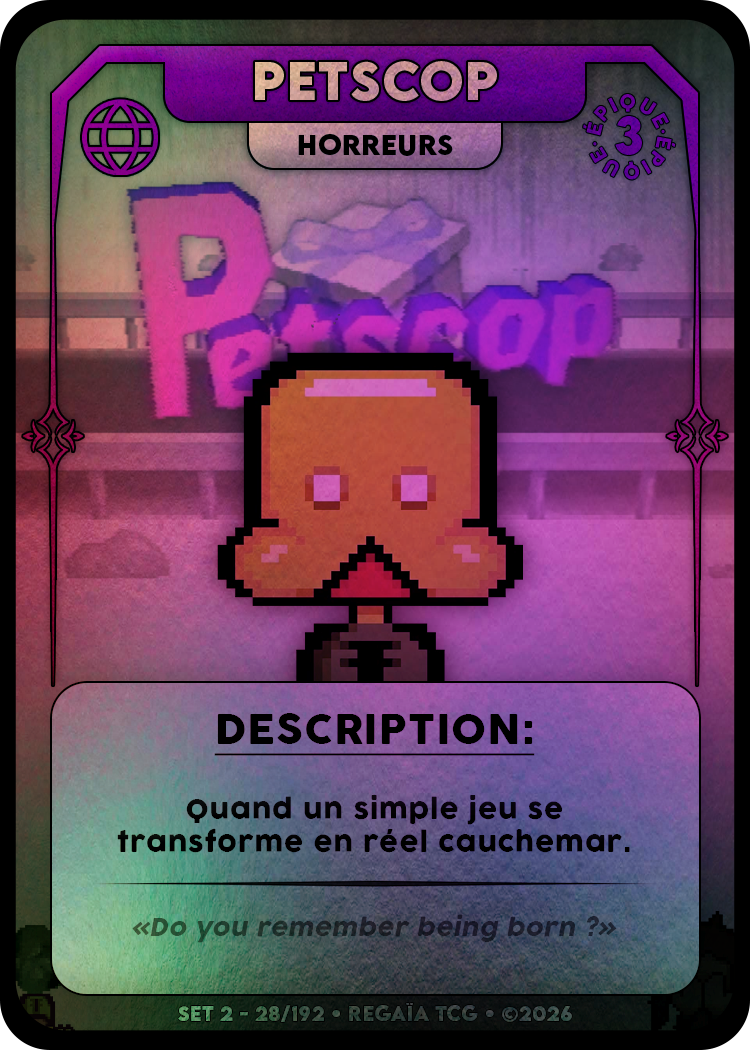 PETSCOP
HORREURS
ÉPIQUE · ÉPIQUE ·
3
Petscop
DESCRIPTION:
Quand un simple jeu se
transforme en réel cauchemar.
«Do you remember being born ?»
SET 2 - 28/192 • REGAÏA TCG • ©2026